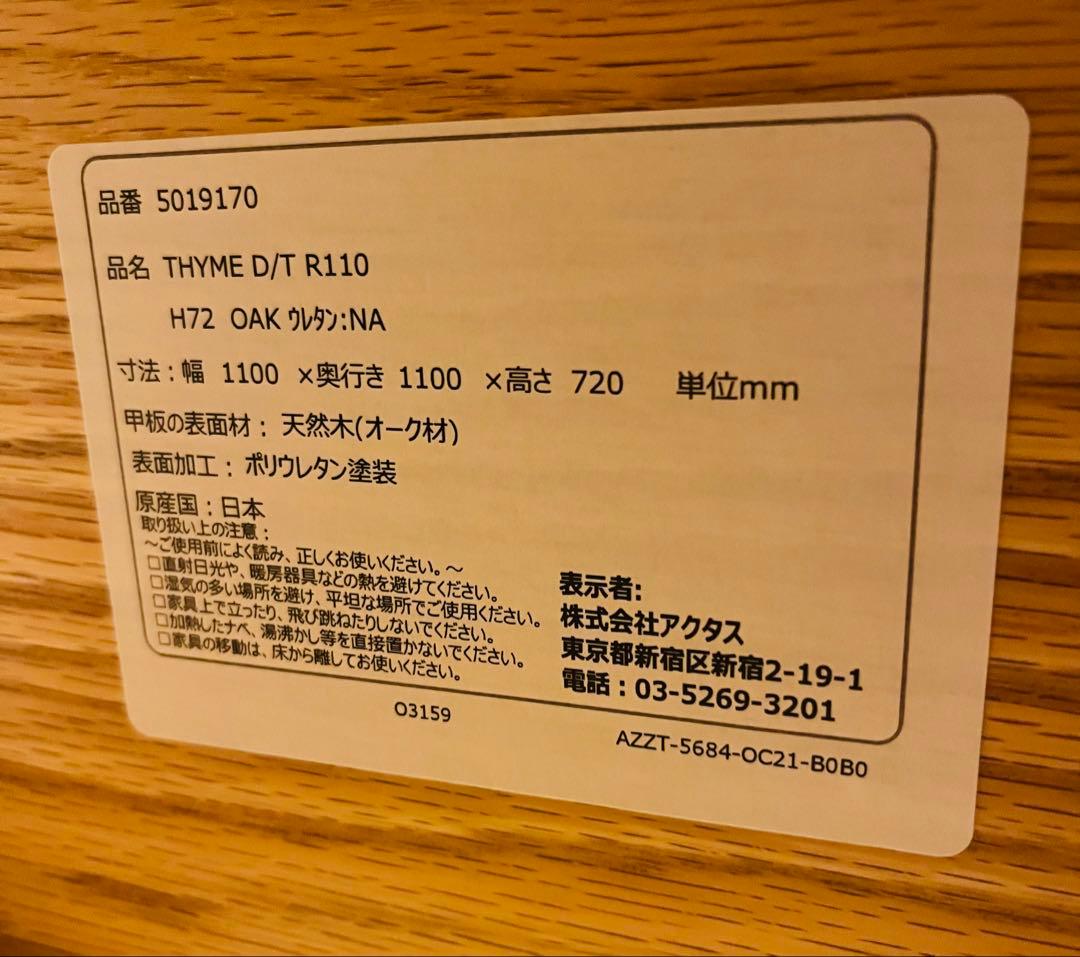 品番 5019170
品名 THYME D/T R110
H72 OAK ウレタン:NA
寸法：幅 1100 ×奥行き 1100 ×高さ 720 単位mm
甲板の表面材： 天然木(オーク材)
表面加工： ポリウレタン塗装
原産国：日本
取り扱い上の注意：
～ご使用前によく読み、正しくお使いください。～
□直射日光や、暖房器具などの熱を避けてください。
□湿気の多い場所を避け、平坦な場所でご使用ください。
□家具上で立ったり、飛び跳ねたりしないでください。
□加熱したナベ、湯沸かし等を直接置かないでください。
□家具の移動は、床から離してお使いください。
表示者:
株式会社アクタス
東京都新宿区新宿2-19-1
電話：03-5269-3201
O3159
AZZT-5684-OC21-B0B0